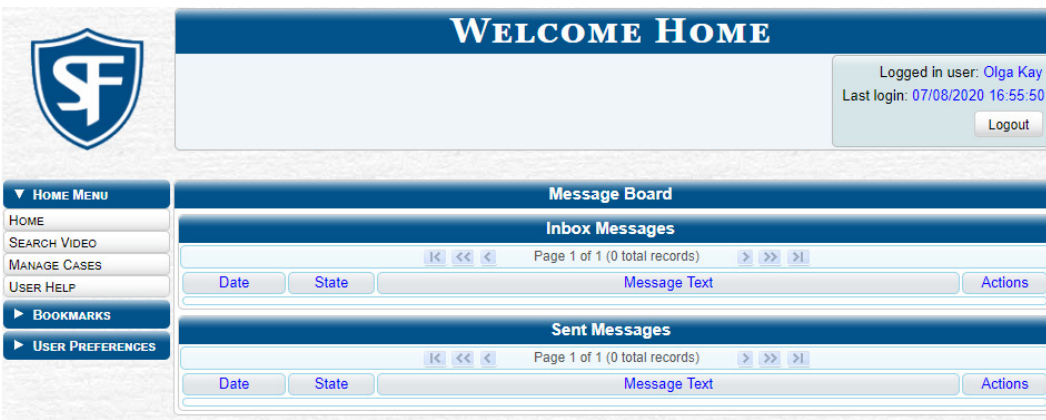 WELCOME HOME
SF
Logged in user: Olga Kay
Last login: 07/08/2020 16:55:50
Logout
▼ HOME MENU
HOME
SEARCH VIDEO
MANAGE CASES
USER HELP
► BOOKMARKS
► USER PREFERENCES
Message Board
Inbox Messages
|< << < Page 1 of 1 (0 total records) > >> >|
Date State Message Text Actions
Sent Messages
|< << < Page 1 of 1 (0 total records) > >> >|
Date State Message Text Actions